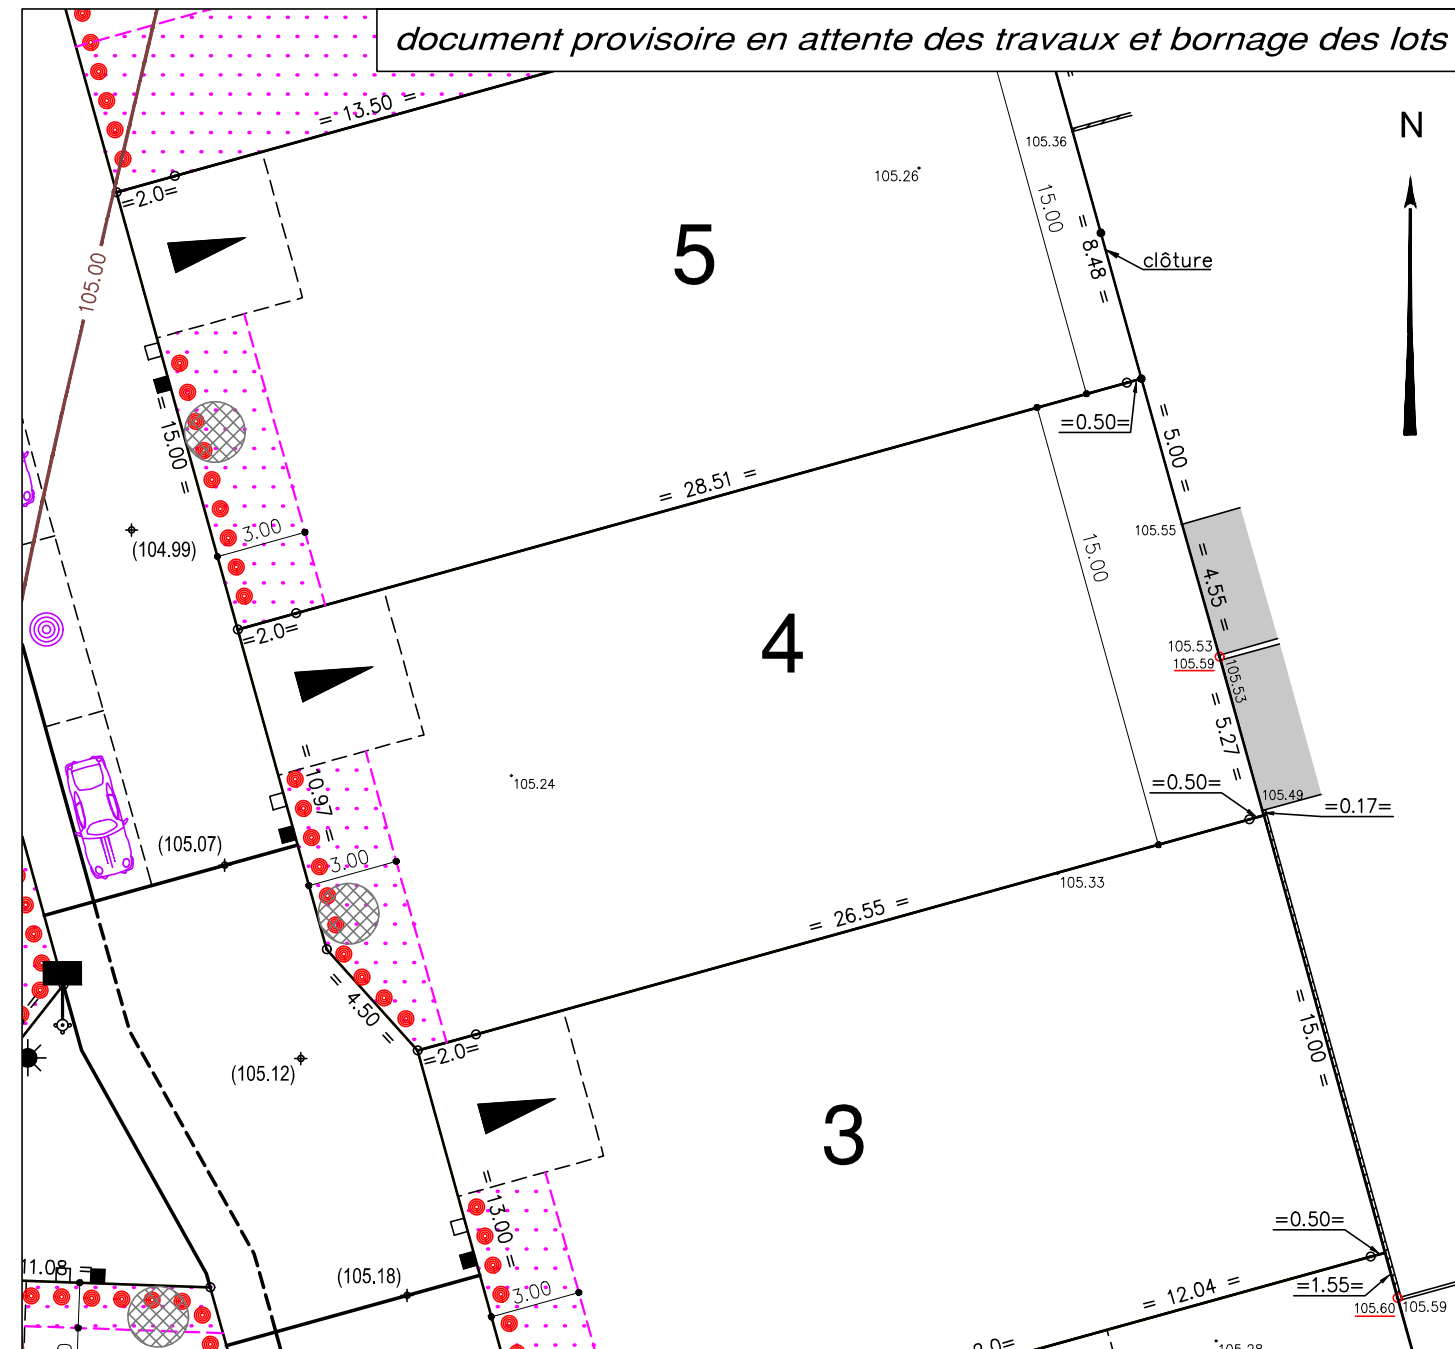 document provisoire en attente des travaux et bornage des lots
= 13.50 =
N
105.36
105.26
=2.0=
15.00
= 8.48 =
5
clôture
105.00
= 15.00 =
=0.50=
= 5.00 =
= 28.51 =
3.00
105.55
(104.99)
15.00
= 4.55 =
=2.0=
4
105.53
105.59
105.53
= 5.27 =
= 10.97 =
105.24
=0.50=
105.49
=0.17=
(105.07)
3.00
105.33
= 26.55 =
= 4.50 =
= 15.00 =
=2.0=
(105.12)
3
= 13.00 =
=0.50=
11.08 =
(105.18)
3.00
= 12.04 =
=1.55=
105.60
105.59
2.0=
105.28